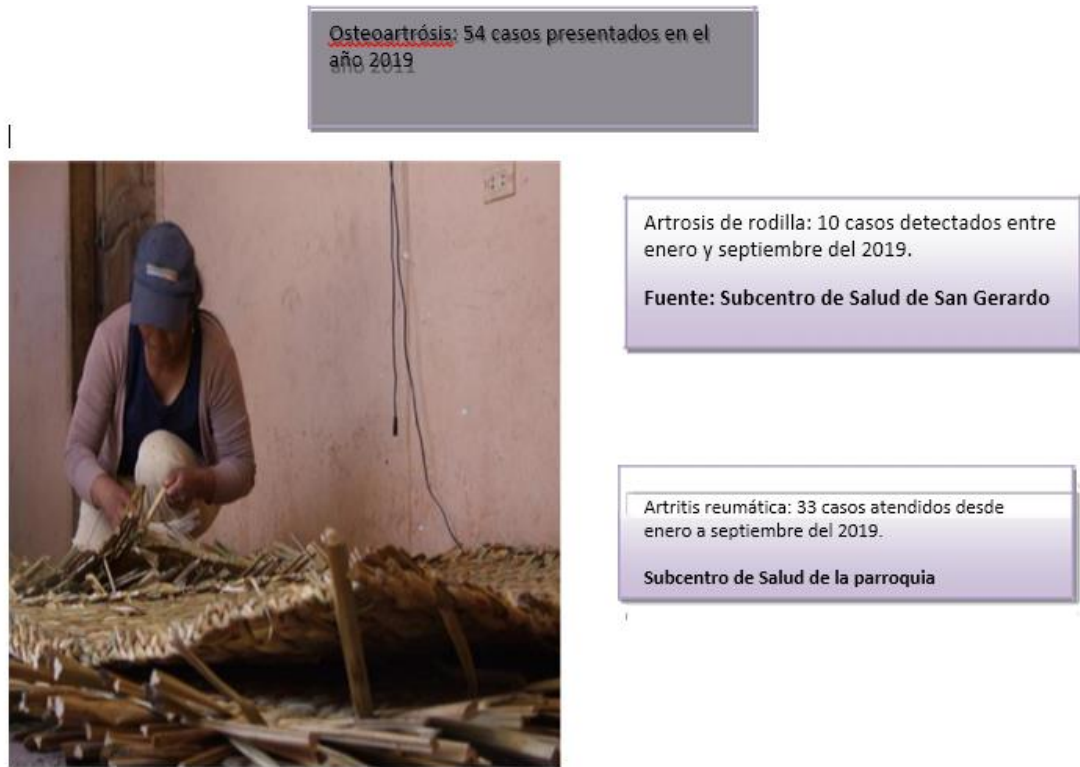 Osteoartrósis: 54 casos presentados en el
año 2019
Artrosis de rodilla: 10 casos detectados entre
enero y septiembre del 2019.
Fuente: Subcentro de Salud de San Gerardo
Artritis reumática: 33 casos atendidos desde
enero a septiembre del 2019.
Subcentro de Salud de la parroquia